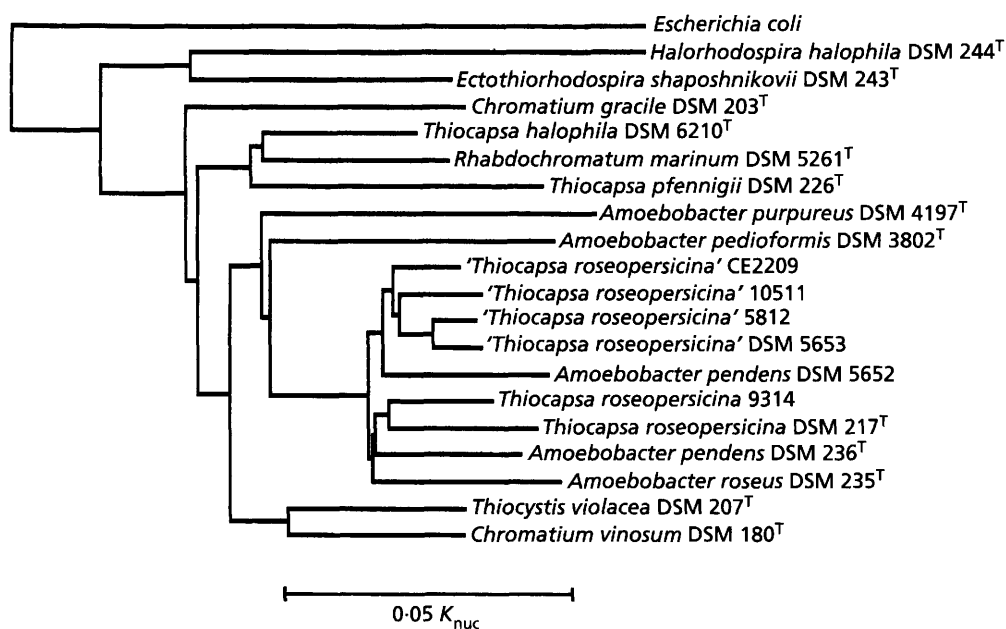 Escherichia coli
Halorhodospira halophila DSM 244ᵀ
Ectothiorhodospira shaposhnikovii DSM 243ᵀ
Chromatium gracile DSM 203ᵀ
Thiocapsa halophila DSM 6210ᵀ
Rhabdochromatum marinum DSM 5261ᵀ
Thiocapsa pfennigii DSM 226ᵀ
Amoebobacter purpureus DSM 4197ᵀ
Amoebobacter pedioformis DSM 3802ᵀ
'Thiocapsa roseopersicina' CE2209
'Thiocapsa roseopersicina' 10511
'Thiocapsa roseopersicina' 5812
'Thiocapsa roseopersicina' DSM 5653
Amoebobacter pendens DSM 5652
Thiocapsa roseopersicina 9314
Thiocapsa roseopersicina DSM 217ᵀ
Amoebobacter pendens DSM 236ᵀ
Amoebobacter roseus DSM 235ᵀ
Thiocystis violacea DSM 207ᵀ
Chromatium vinosum DSM 180ᵀ
0·05 Knuc